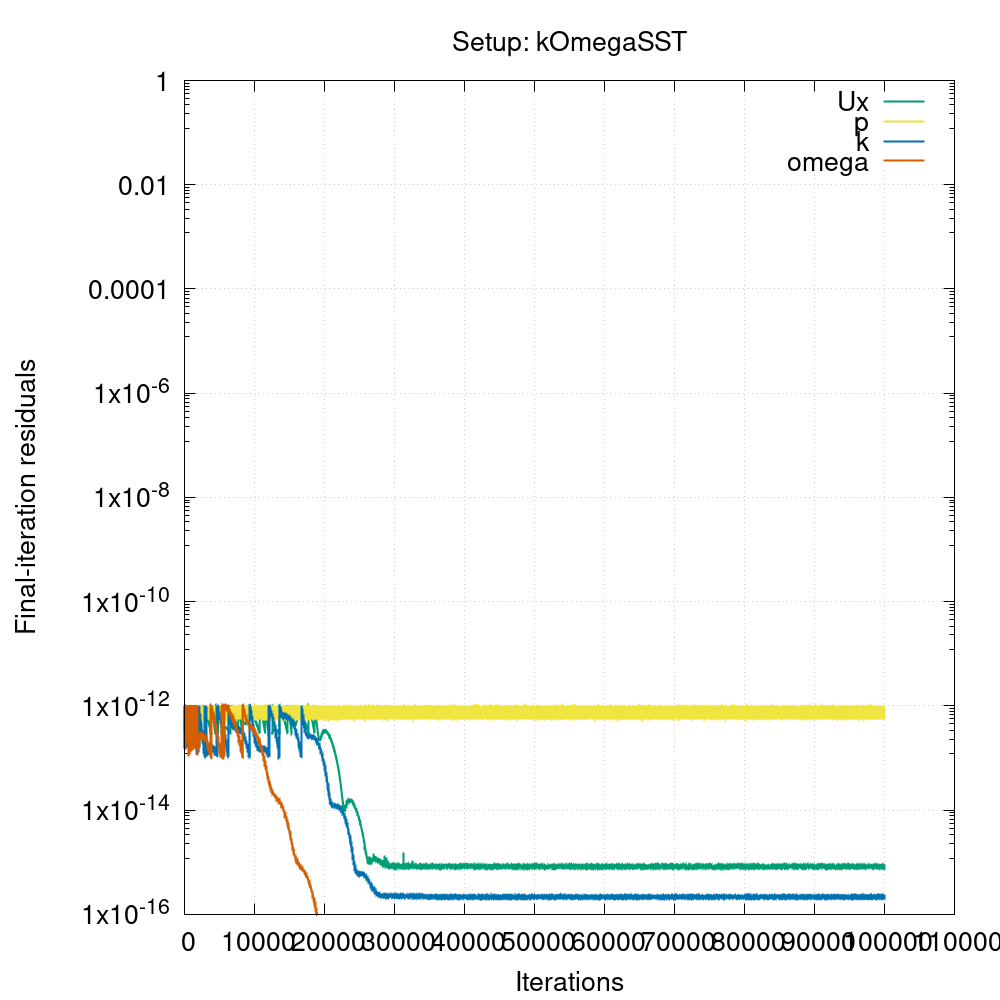 Setup: kOmegaSST
Ux
p
k
omega
1
0.01
0.0001
1x10-6
1x10-8
1x10-10
1x10-12
1x10-14
1x10-16
Final-iteration residuals
0 10000 20000 30000 40000 50000 60000 70000 80000 90000 100000 110000
Iterations